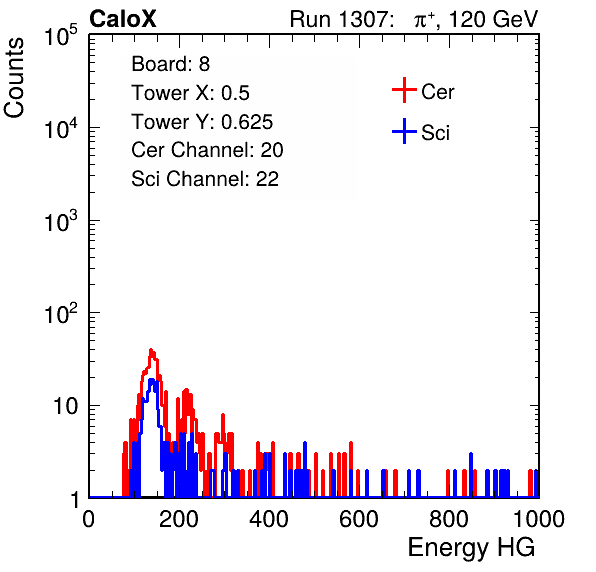 CaloX Run 1307: π⁺, 120 GeV
Counts
10⁵
10⁴
10³
10²
10
1
Board: 8
Tower X: 0.5
Tower Y: 0.625
Cer Channel: 20
Sci Channel: 22
Cer
Sci
0 200 400 600 800 1000
Energy HG